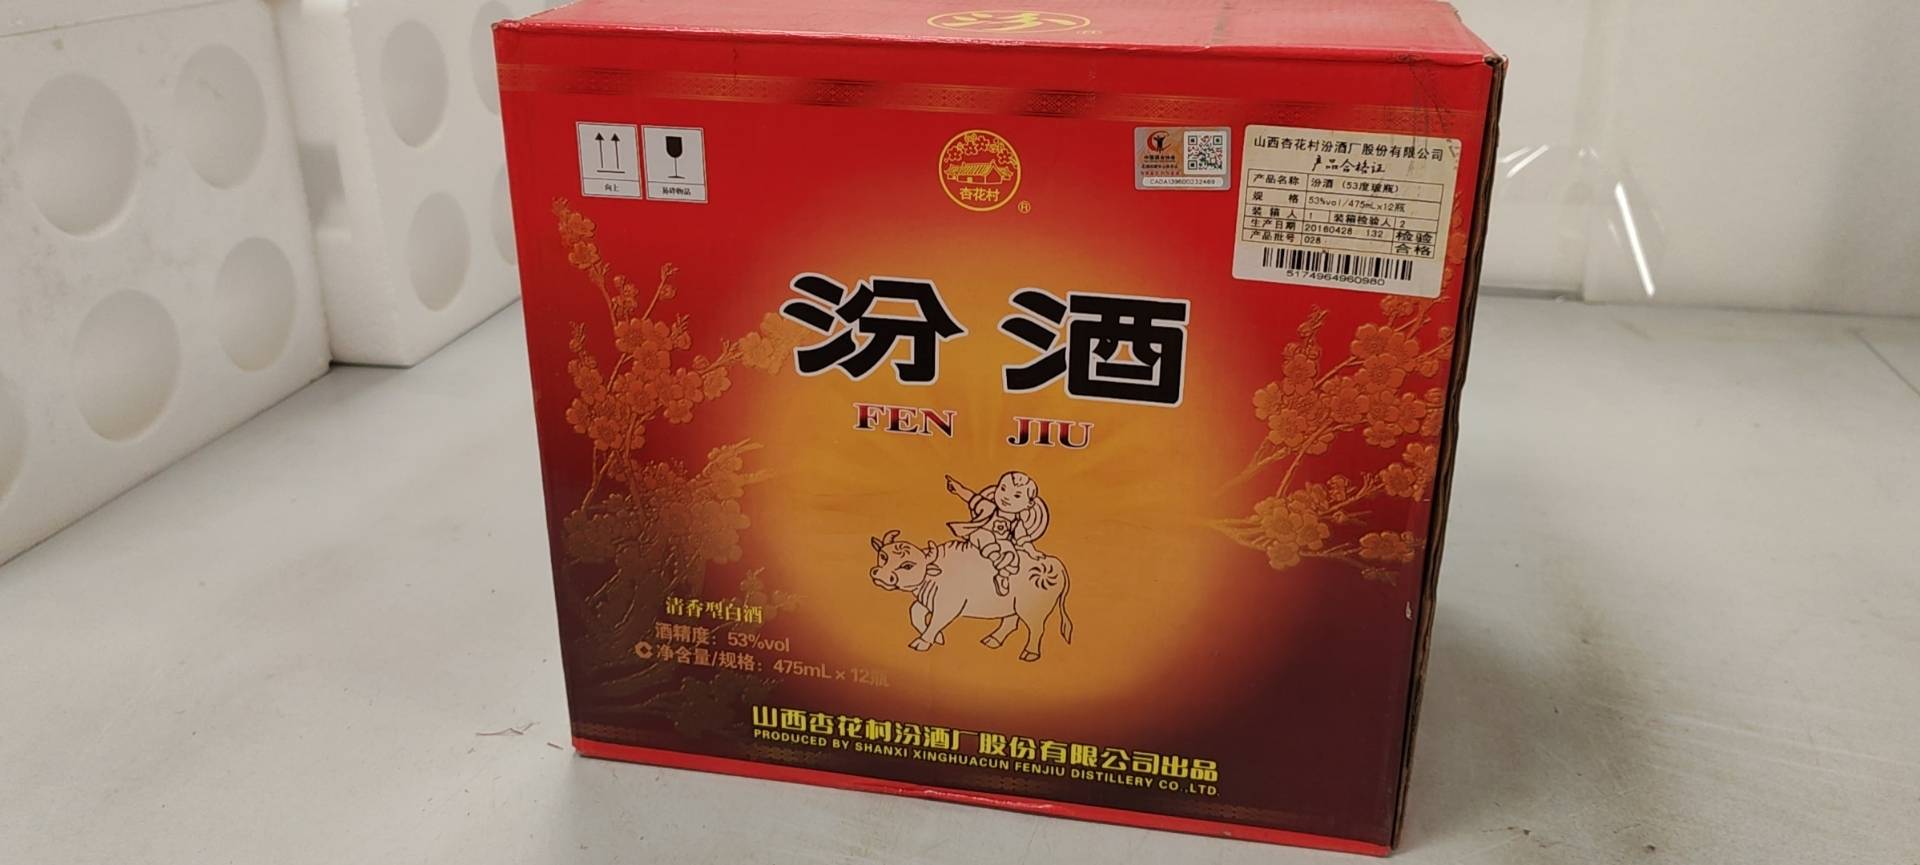 汾
向上
易碎物品
杏花村
CADA139600232469
山西杏花村汾酒厂股份有限公司
产品合格证
产品名称 汾酒（53度玻瓶）
规格 53%vol/475mL×12瓶
装箱人 1 装箱检验人 2
生产日期 20160428 132 检验
产品批号 028 合格
5174964960980
汾酒
FEN JIU
清香型白酒
酒精度：53%vol
净含量/规格：475mL×12瓶
山西杏花村汾酒厂股份有限公司出品
PRODUCED BY SHANXI XINGHUACUN FENJIU DISTILLERY CO.,LTD.